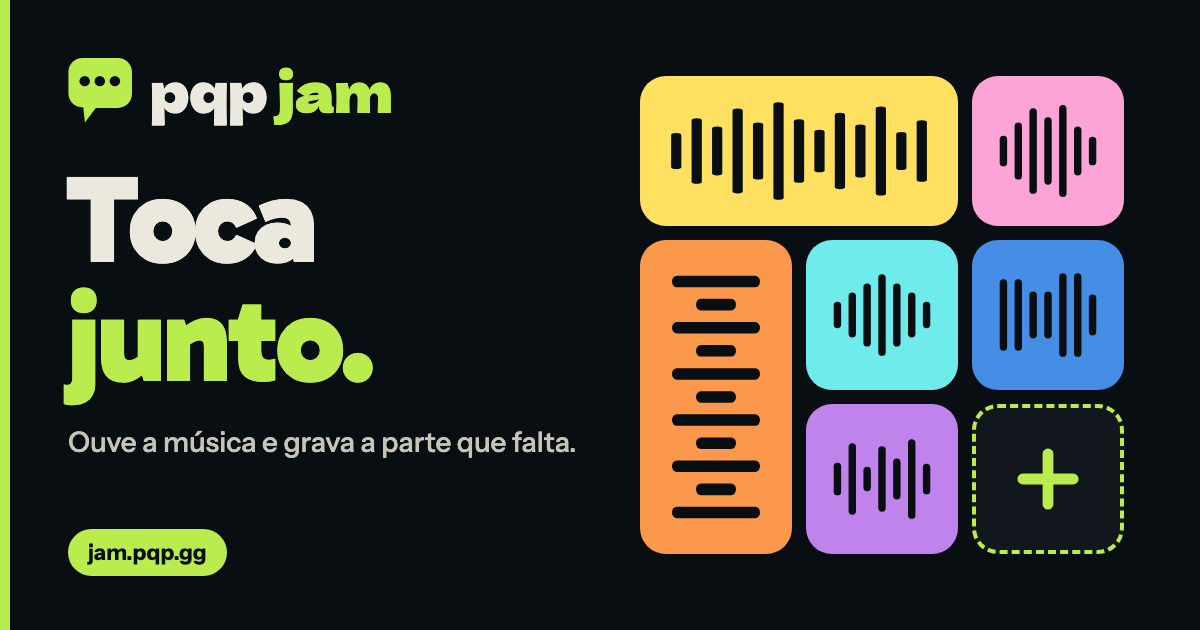 pqp jam
Toca
junto.
Ouve a música e grava a parte que falta.
jam.pqp.gg